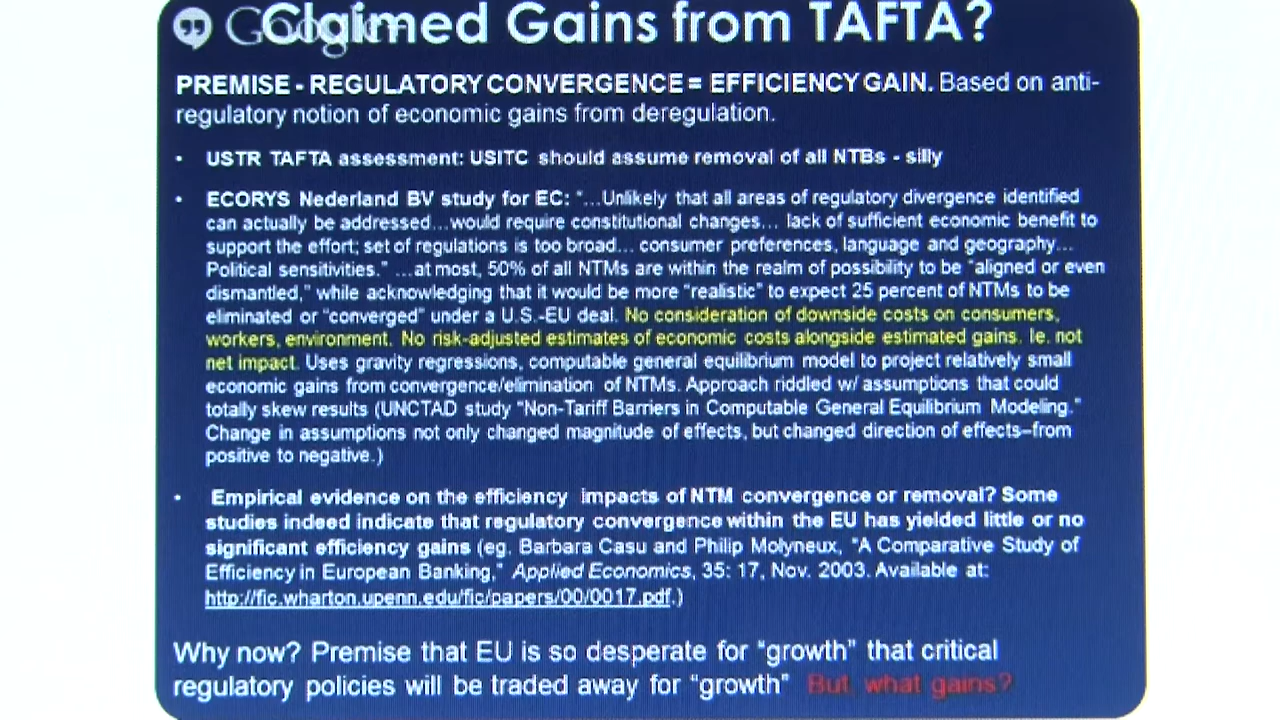 Google
Claimed Gains from TAFTA?
PREMISE - REGULATORY CONVERGENCE = EFFICIENCY GAIN. Based on anti-
regulatory notion of economic gains from deregulation.
• USTR TAFTA assessment: USITC should assume removal of all NTBs - silly
• ECORYS Nederland BV study for EC: "...Unlikely that all areas of regulatory divergence identified
can actually be addressed...would require constitutional changes... lack of sufficient economic benefit to
support the effort; set of regulations is too broad... consumer preferences, language and geography...
Political sensitivities." ...at most, 50% of all NTMs are within the realm of possibility to be "aligned or even
dismantled," while acknowledging that it would be more "realistic" to expect 25 percent of NTMs to be
eliminated or "converged" under a U.S.-EU deal. No consideration of downside costs on consumers,
workers, environment. No risk-adjusted estimates of economic costs alongside estimated gains. Ie. not
net impact. Uses gravity regressions, computable general equilibrium model to project relatively small
economic gains from convergence/elimination of NTMs. Approach riddled w/ assumptions that could
totally skew results (UNCTAD study "Non-Tariff Barriers in Computable General Equilibrium Modeling."
Change in assumptions not only changed magnitude of effects, but changed direction of effects–from
positive to negative.)
• Empirical evidence on the efficiency impacts of NTM convergence or removal? Some
studies indeed indicate that regulatory convergence within the EU has yielded little or no
significant efficiency gains (eg. Barbara Casu and Philip Molyneux, "A Comparative Study of
Efficiency in European Banking," Applied Economics, 35: 17, Nov. 2003. Available at:
http://fic.wharton.upenn.edu/fic/papers/00/0017.pdf.)
Why now? Premise that EU is so desperate for "growth" that critical
regulatory policies will be traded away for "growth" But, what gains?